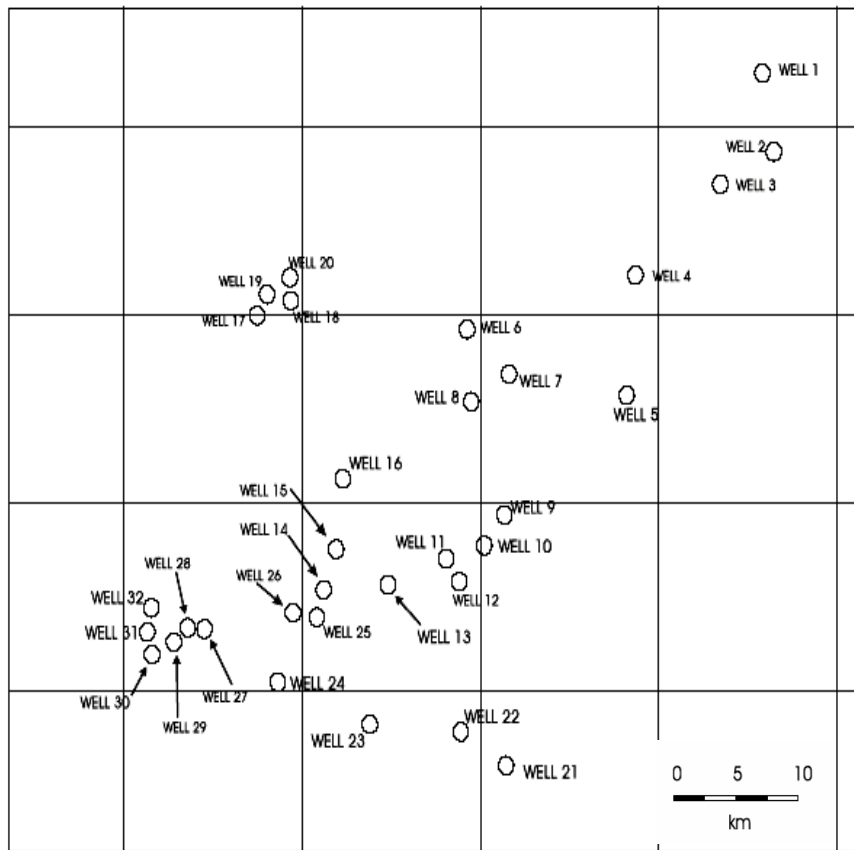 WELL 1
WELL 2
WELL 3
WELL 20
WELL 4
WELL 19
WELL 17
WELL 18
WELL 6
WELL 7
WELL 8
WELL 5
WELL 16
WELL 15
WELL 9
WELL 14
WELL 11
WELL 10
WELL 28
WELL 26
WELL 12
WELL 32
WELL 25
WELL 31
WELL 13
WELL 24
WELL 27
WELL 30
WELL 29
WELL 22
WELL 23
WELL 21
0 5 10
km